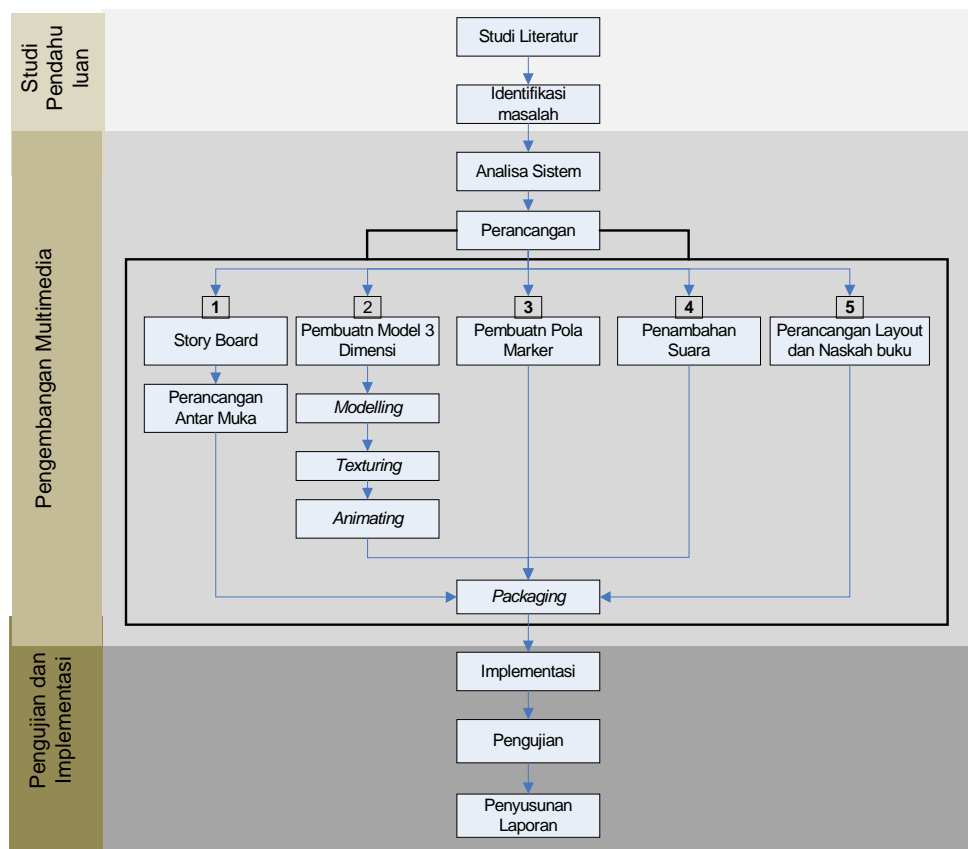 Studi
Pendahu
luan
Studi Literatur
Identifikasi
masalah
Pengembangan Multimedia
Analisa Sistem
Perancangan
1
Story Board
Perancangan
Antar Muka
2
Pembuatn Model 3
Dimensi
Modelling
Texturing
Animating
3
Pembuatn Pola
Marker
4
Penambahan
Suara
5
Perancangan Layout
dan Naskah buku
Packaging
Pengujian dan
Implementasi
Implementasi
Pengujian
Penyusunan
Laporan